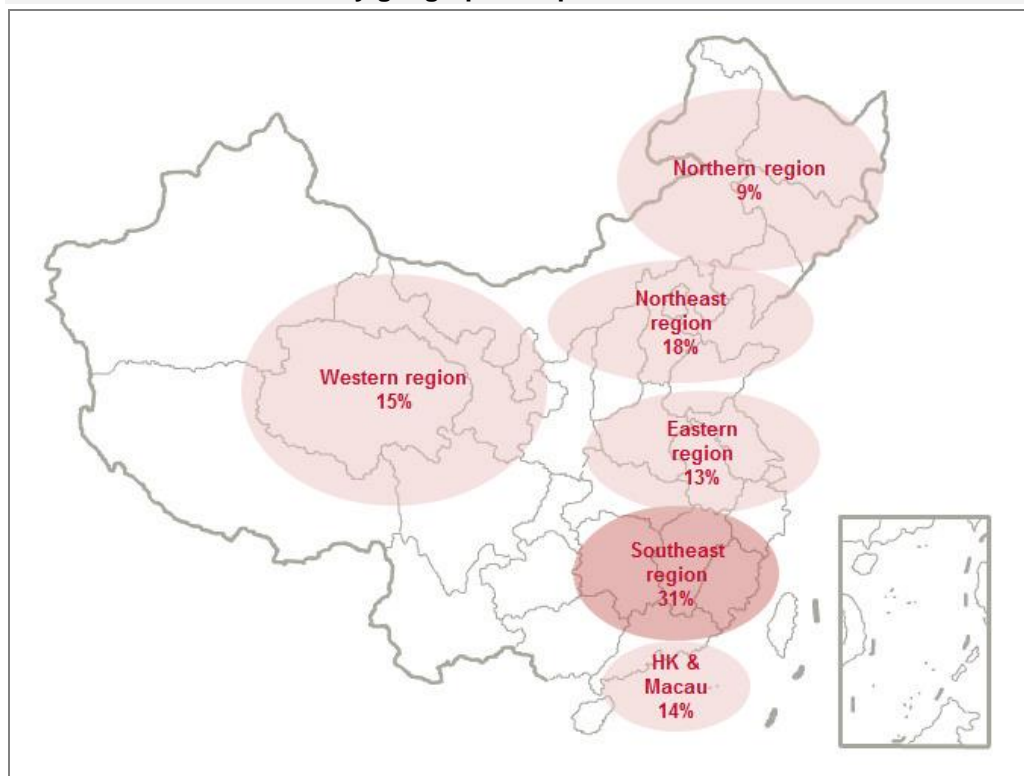 Northern region
9%
Northeast
region
18%
Western region
15%
Eastern
region
13%
Southeast
region
31%
HK &
Macau
14%